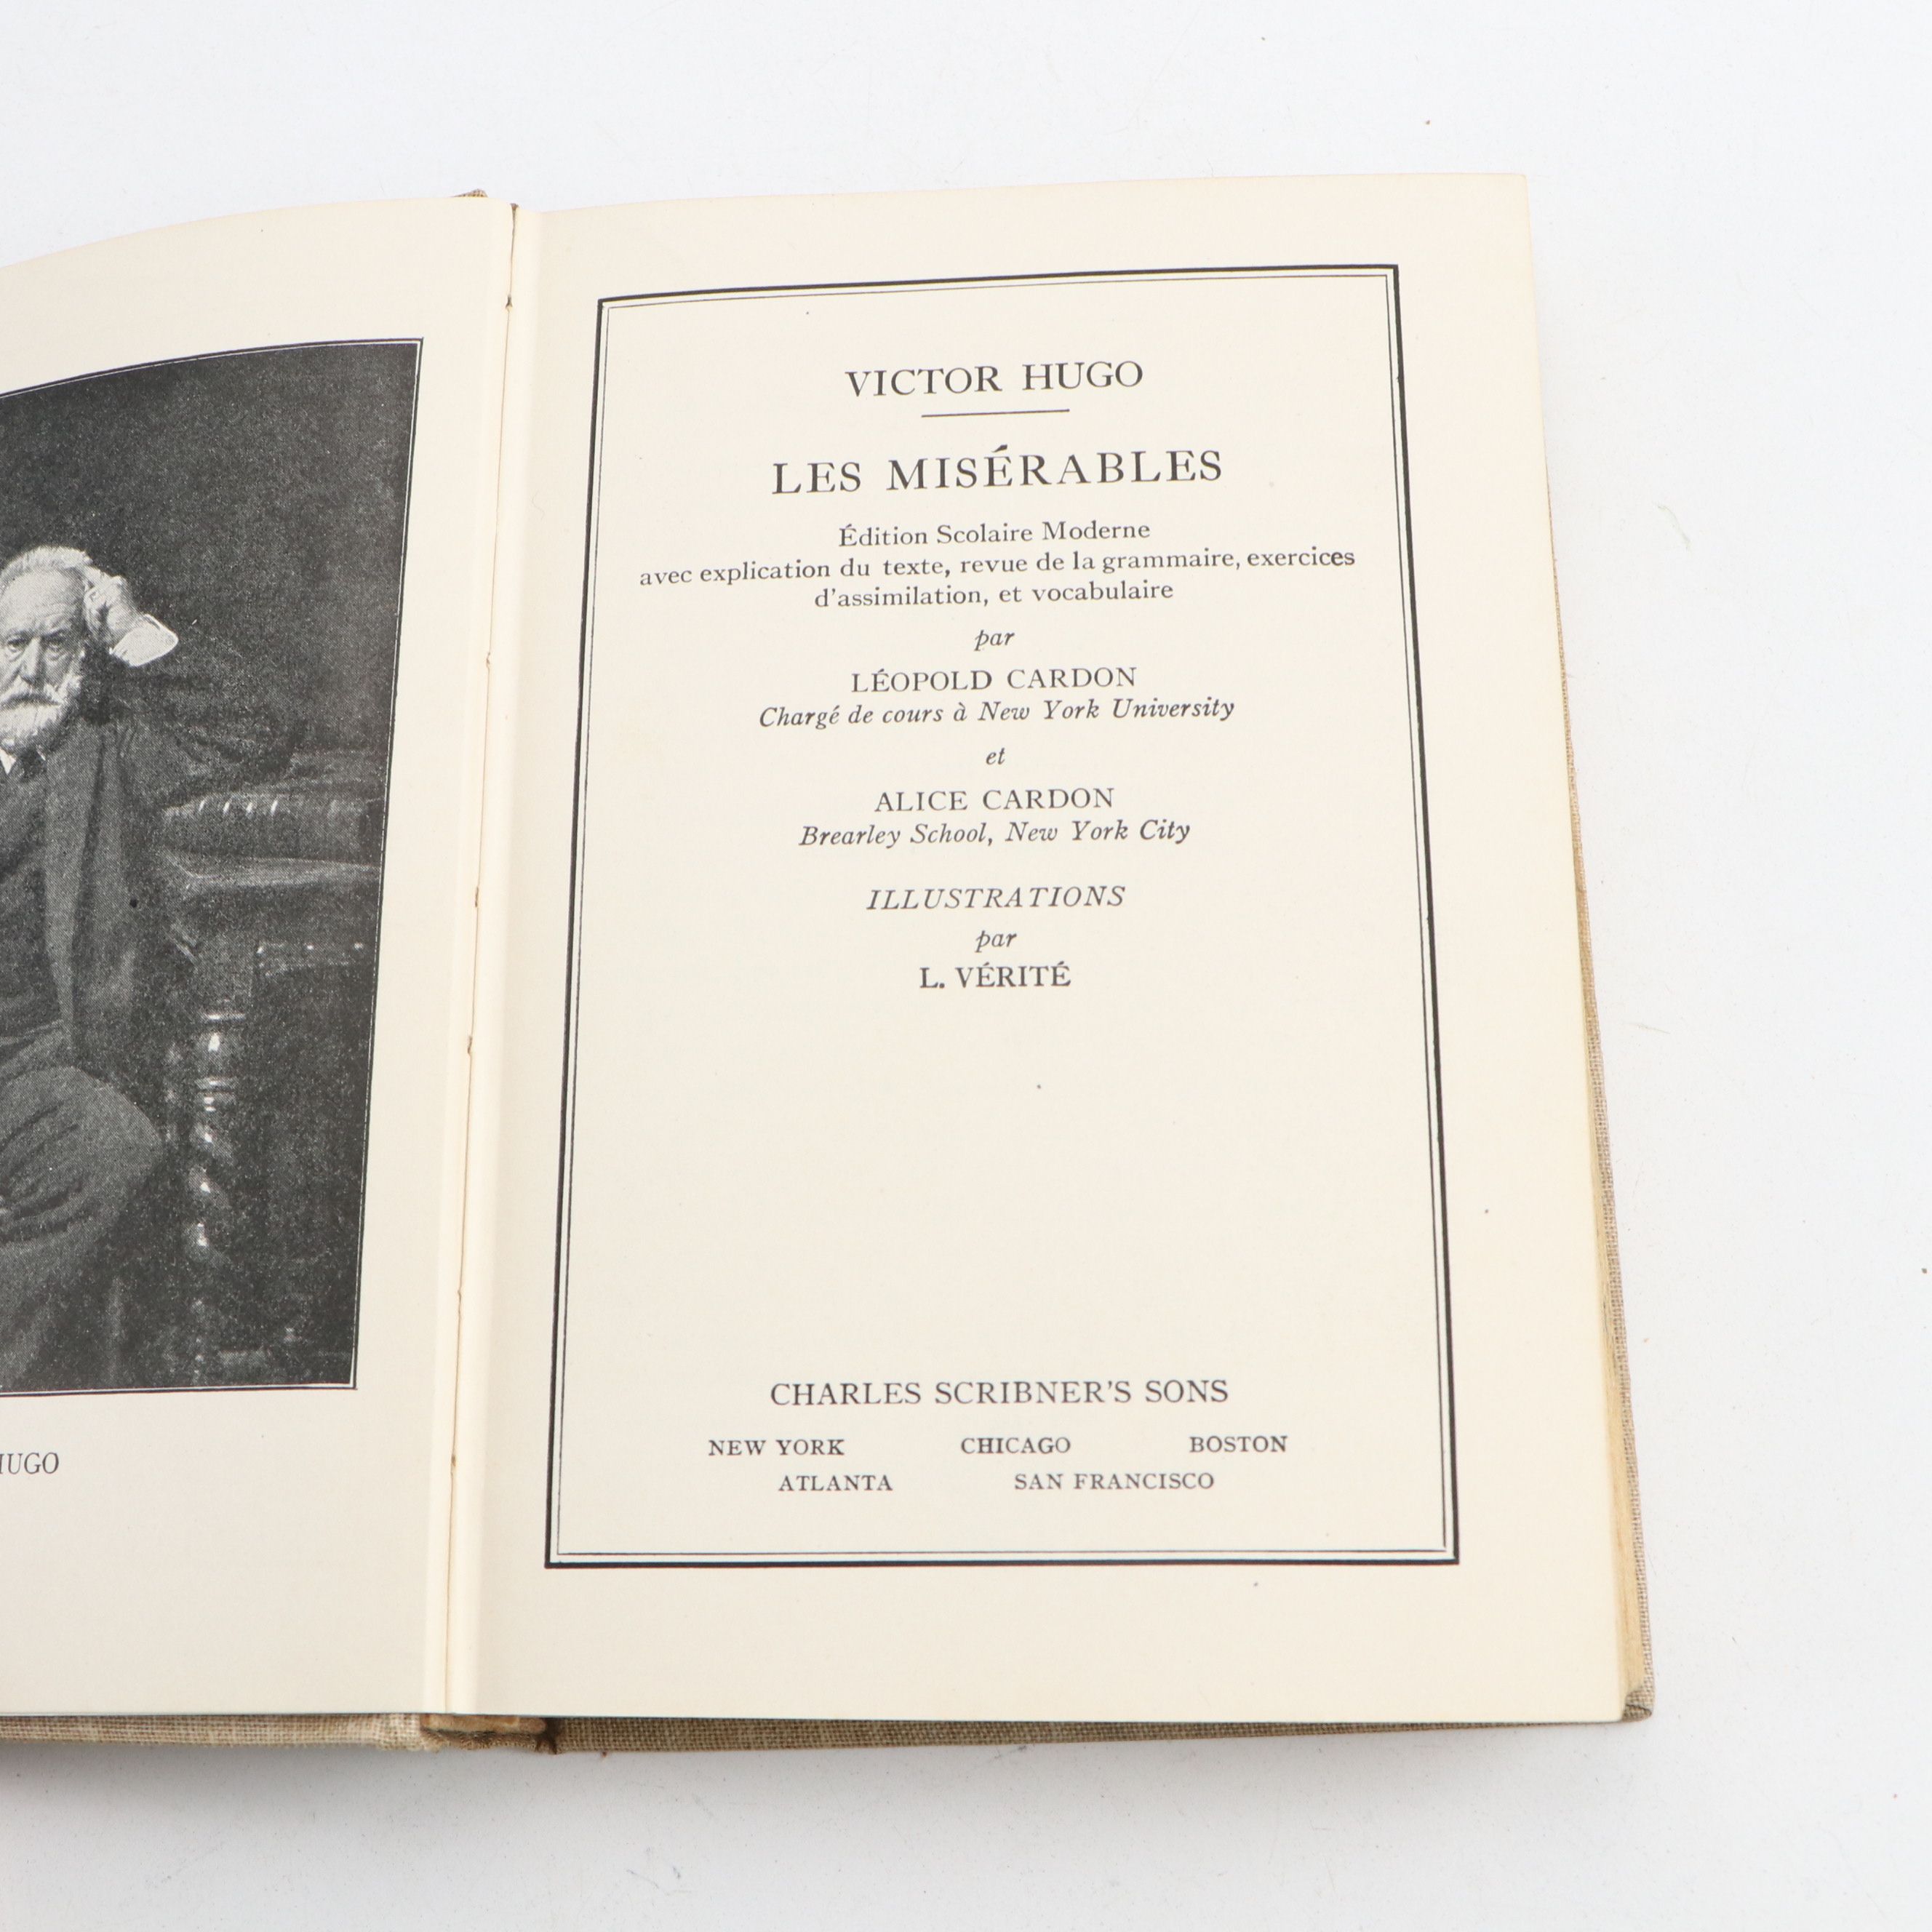 VICTOR HUGO
LES MISÉRABLES
Édition Scolaire Moderne
avec explication du texte, revue de la grammaire, exercices
d'assimilation, et vocabulaire
par
LÉOPOLD CARDON
Chargé de cours à New York University
et
ALICE CARDON
Brearley School, New York City
ILLUSTRATIONS
par
L. VÉRITÉ
CHARLES SCRIBNER'S SONS
NEW YORK CHICAGO BOSTON
ATLANTA SAN FRANCISCO